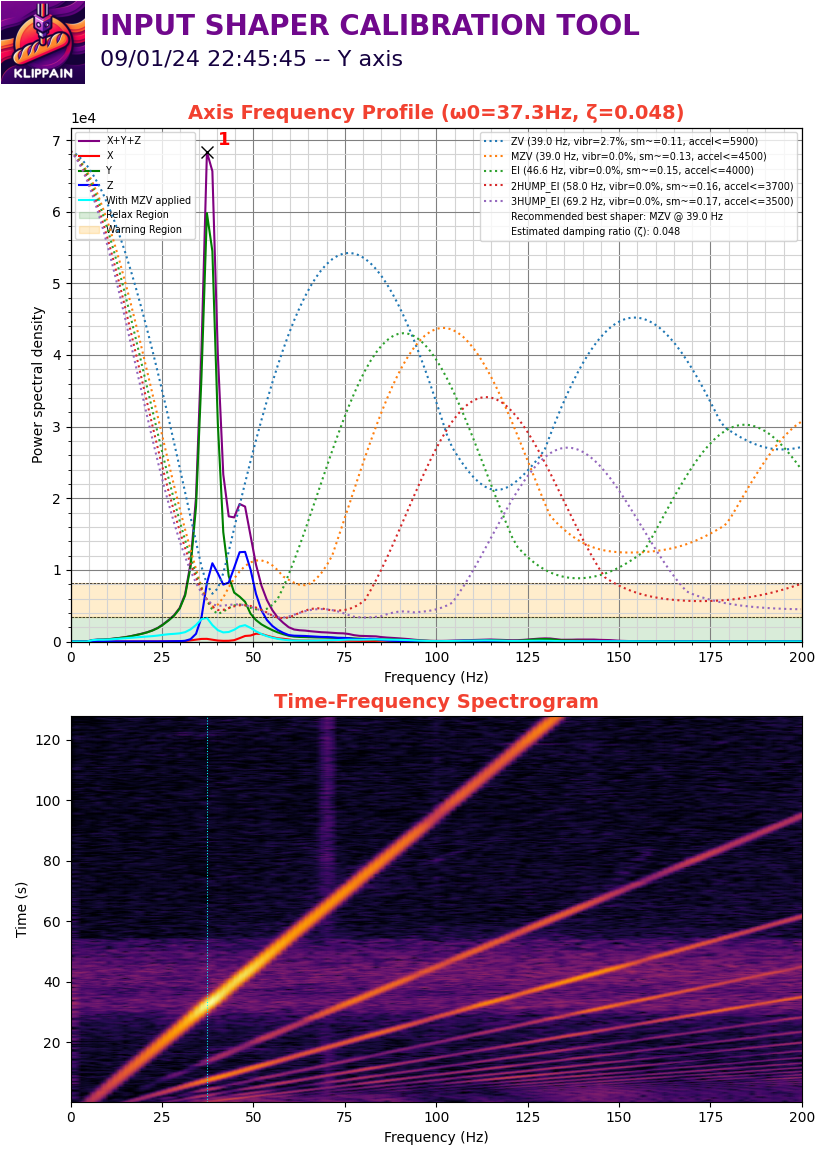 INPUT SHAPER CALIBRATION TOOL
09/01/24 22:45:45 -- Y axis
KLIPPAIN
Axis Frequency Profile (ω0=37.3Hz, ζ=0.048)
1e4
1
X+Y+Z
X
Y
Z
With MZV applied
Relax Region
Warning Region
ZV (39.0 Hz, vibr=2.7%, sm~=0.11, accel<=5900)
MZV (39.0 Hz, vibr=0.0%, sm~=0.13, accel<=4500)
EI (46.6 Hz, vibr=0.0%, sm~=0.15, accel<=4000)
2HUMP_EI (58.0 Hz, vibr=0.0%, sm~=0.16, accel<=3700)
3HUMP_EI (69.2 Hz, vibr=0.0%, sm~=0.17, accel<=3500)
Recommended best shaper: MZV @ 39.0 Hz
Estimated damping ratio (ζ): 0.048
Power spectral density
7
6
5
4
3
2
1
0
0 25 50 75 100 125 150 175 200
Frequency (Hz)
Time-Frequency Spectrogram
Time (s)
120
100
80
60
40
20
0 25 50 75 100 125 150 175 200
Frequency (Hz)